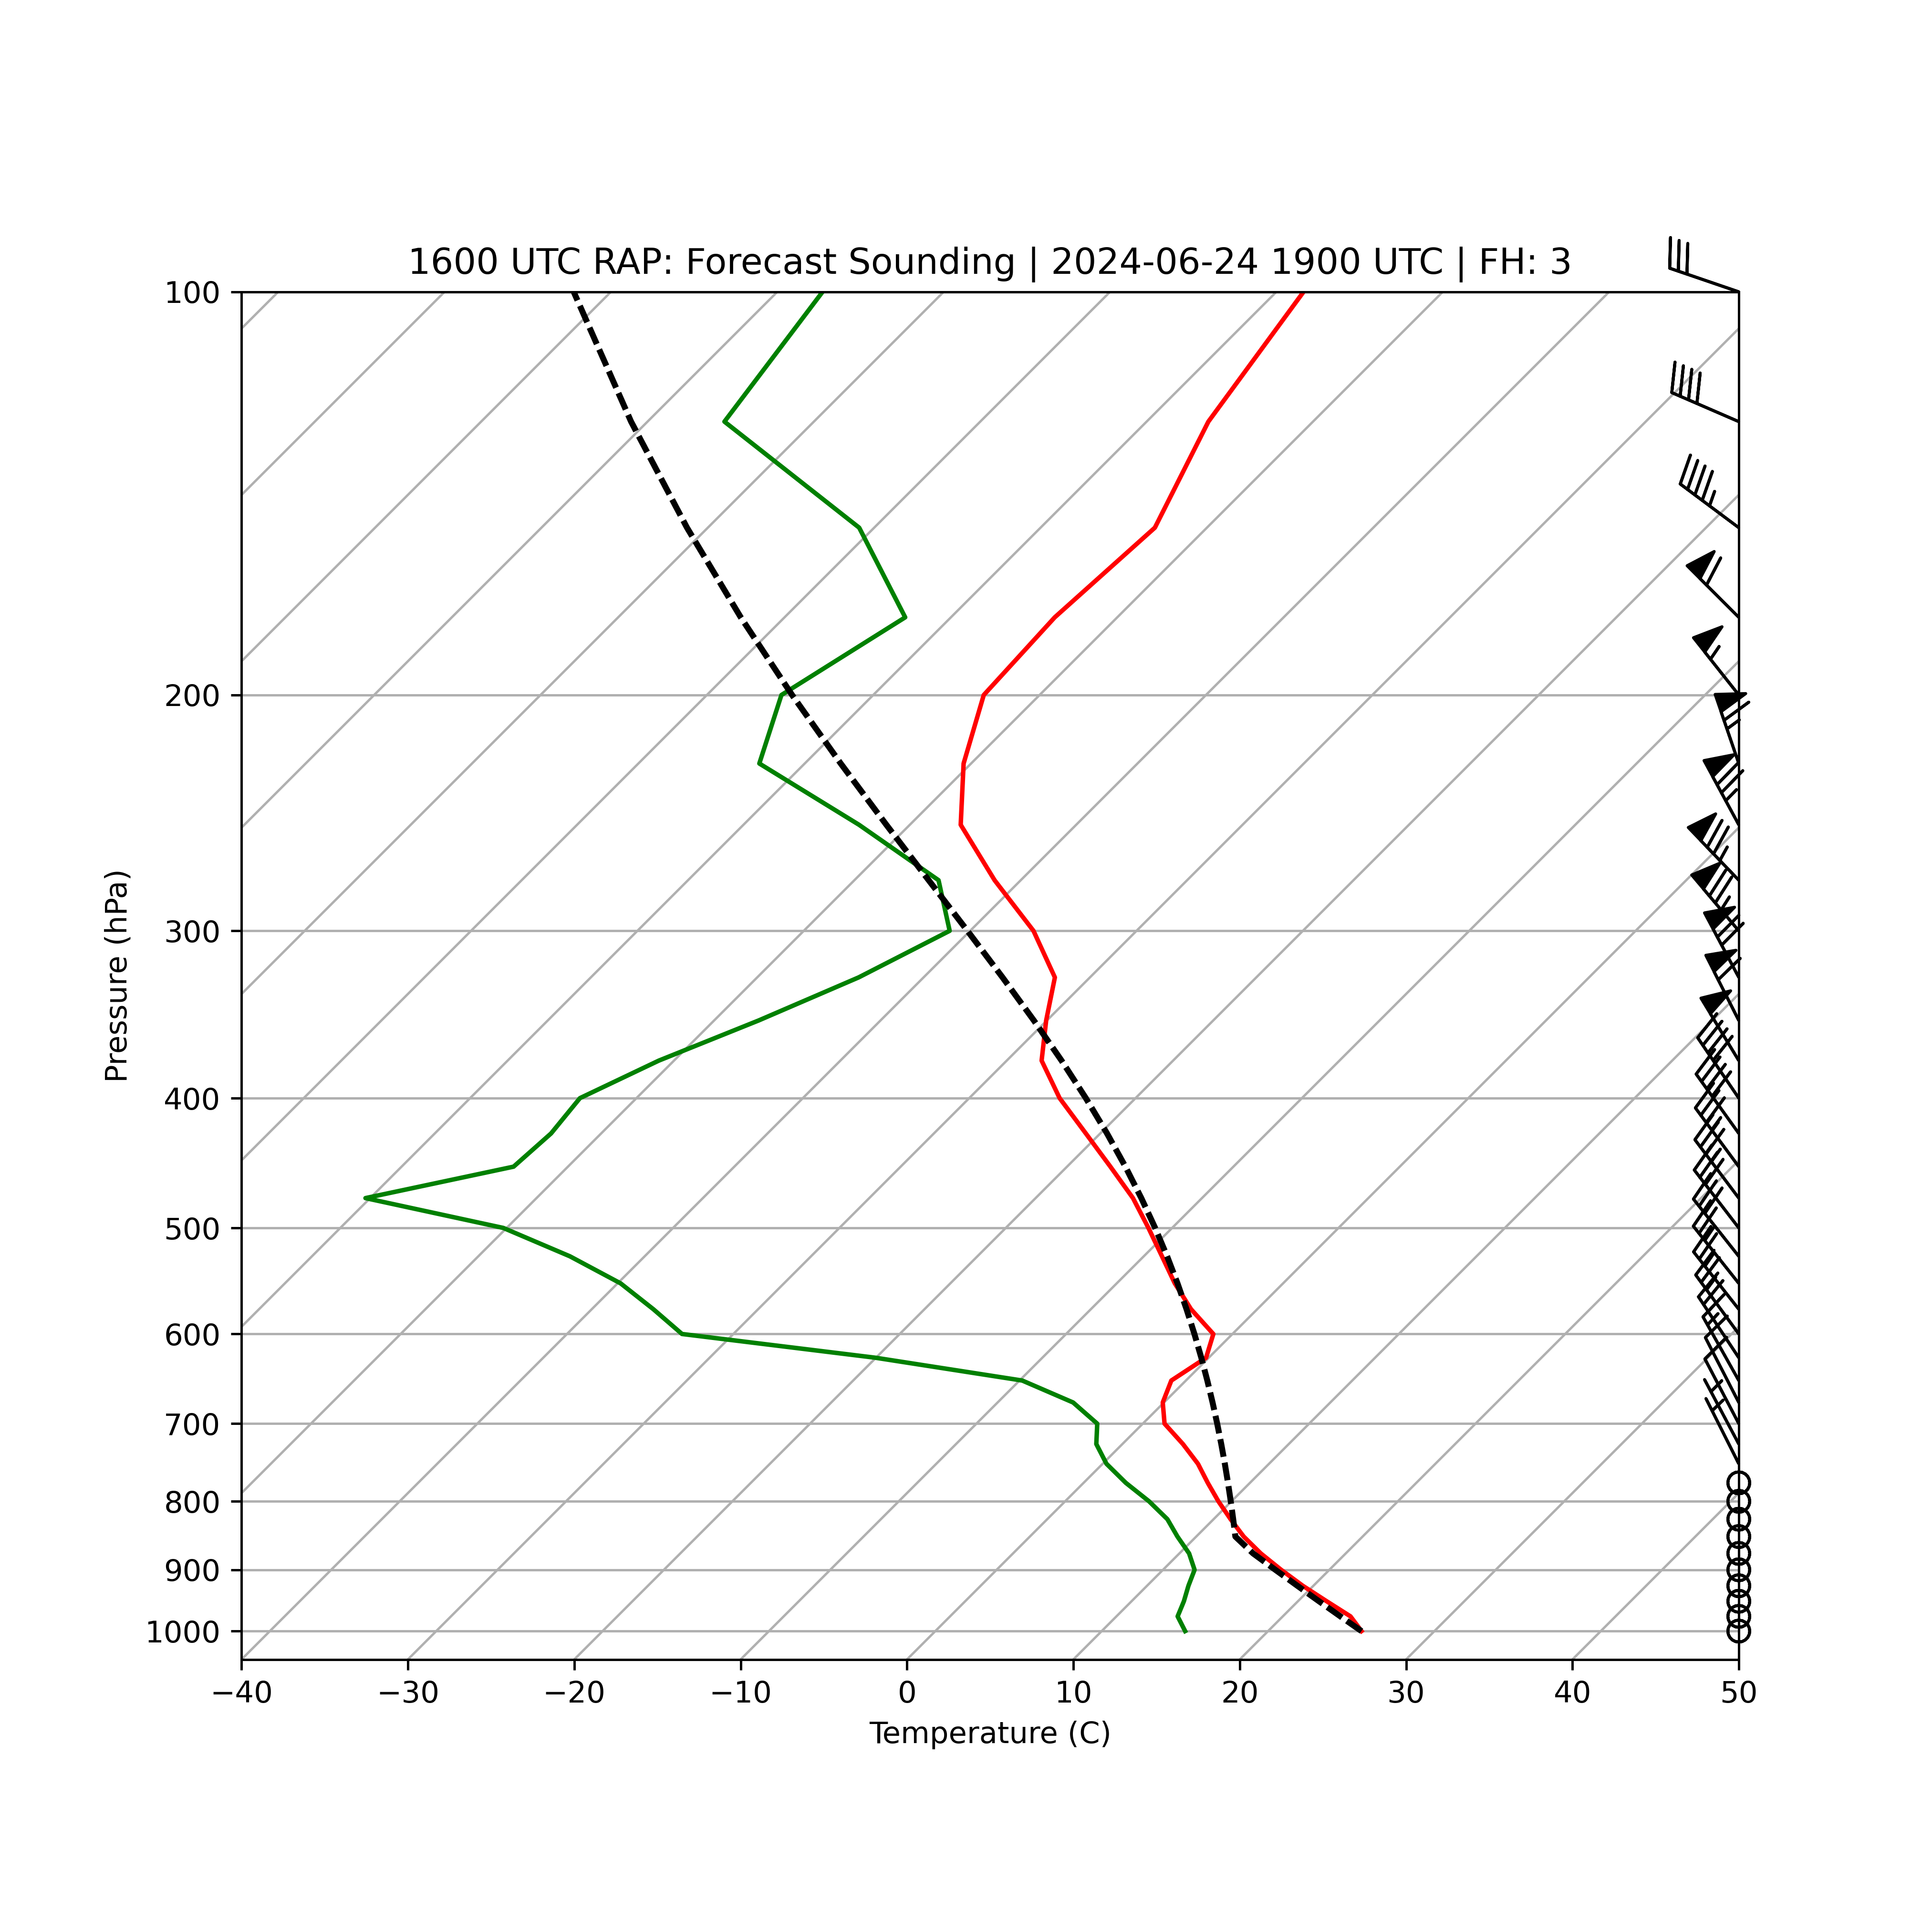 1600 UTC RAP: Forecast Sounding | 2024-06-24 1900 UTC | FH: 3
100
200
300
400
500
600
700
800
900
1000
Pressure (hPa)
−40 −30 −20 −10 0 10 20 30 40 50
Temperature (C)